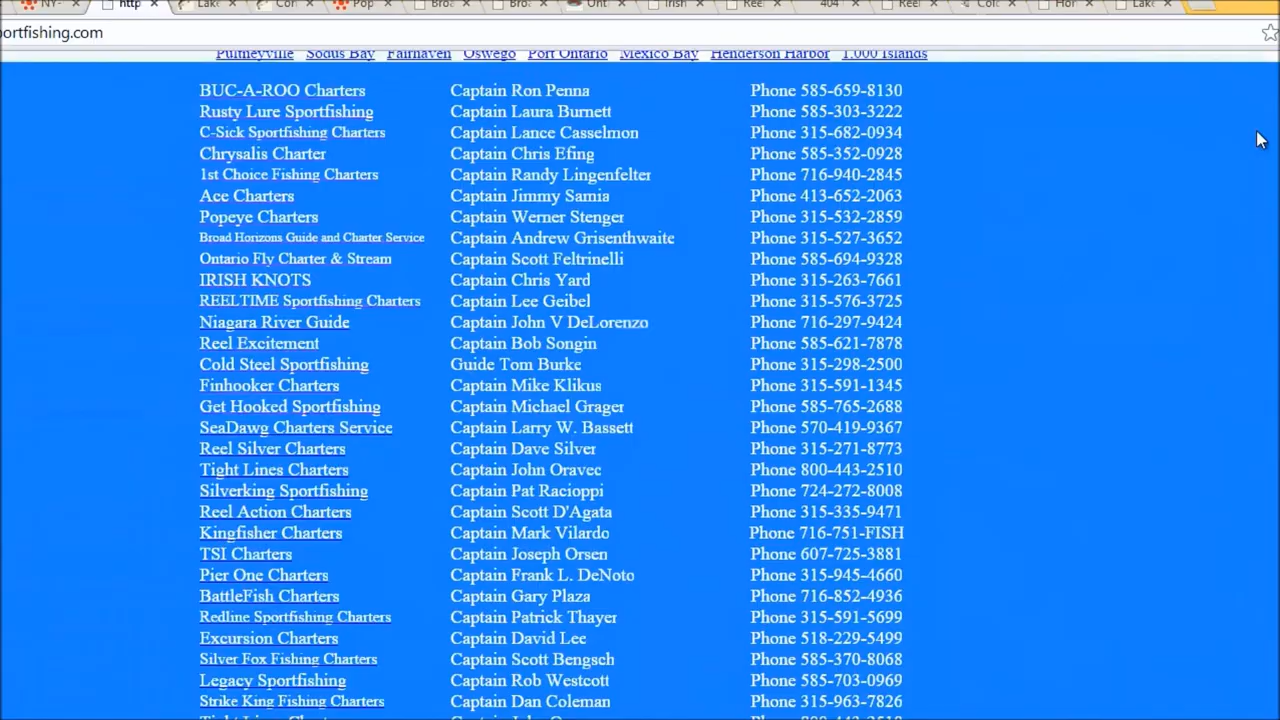 NY- http Lake Con Pop Broa Broa Onti Irish Reel 404 Reel Colo Hor Lake
portfishing.com
Pultneyville Sodus Bay Fairhaven Oswego Port Ontario Mexico Bay Henderson Harbor 1,000 Islands
BUC-A-ROO Charters Captain Ron Penna Phone 585-659-8130
Rusty Lure Sportfishing Captain Laura Burnett Phone 585-303-3222
C-Sick Sportfishing Charters Captain Lance Casselmon Phone 315-682-0934
Chrysalis Charter Captain Chris Efing Phone 585-352-0928
1st Choice Fishing Charters Captain Randy Lingenfelter Phone 716-940-2845
Ace Charters Captain Jimmy Samia Phone 413-652-2063
Popeye Charters Captain Werner Stenger Phone 315-532-2859
Broad Horizons Guide and Charter Service Captain Andrew Grisenthwaite Phone 315-527-3652
Ontario Fly Charter & Stream Captain Scott Feltrinelli Phone 585-694-9328
IRISH KNOTS Captain Chris Yard Phone 315-263-7661
REELTIME Sportfishing Charters Captain Lee Geibel Phone 315-576-3725
Niagara River Guide Captain John V DeLorenzo Phone 716-297-9424
Reel Excitement Captain Bob Songin Phone 585-621-7878
Cold Steel Sportfishing Guide Tom Burke Phone 315-298-2500
Finhooker Charters Captain Mike Klikus Phone 315-591-1345
Get Hooked Sportfishing Captain Michael Grager Phone 585-765-2688
SeaDawg Charters Service Captain Larry W. Bassett Phone 570-419-9367
Reel Silver Charters Captain Dave Silver Phone 315-271-8773
Tight Lines Charters Captain John Oravec Phone 800-443-2510
Silverking Sportfishing Captain Pat Racioppi Phone 724-272-8008
Reel Action Charters Captain Scott D'Agata Phone 315-335-9471
Kingfisher Charters Captain Mark Vilardo Phone 716-751-FISH
TSI Charters Captain Joseph Orsen Phone 607-725-3881
Pier One Charters Captain Frank L. DeNoto Phone 315-945-4660
BattleFish Charters Captain Gary Plaza Phone 716-852-4936
Redline Sportfishing Charters Captain Patrick Thayer Phone 315-591-5699
Excursion Charters Captain David Lee Phone 518-229-5499
Silver Fox Fishing Charters Captain Scott Bengsch Phone 585-370-8068
Legacy Sportfishing Captain Rob Westcott Phone 585-703-0969
Strike King Fishing Charters Captain Dan Coleman Phone 315-963-7826